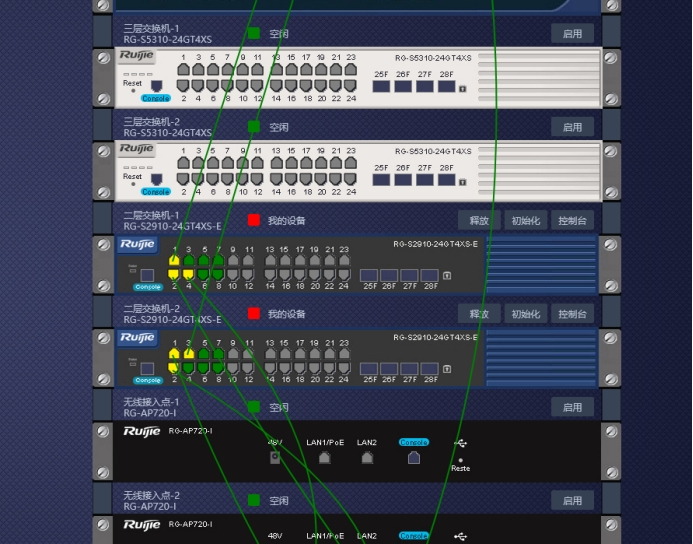 三层交换机-1
RG-S5310-24GT4XS
空闲
启用
Ruijie
1 3 5 7 9 11 13 15 17 19 21 23
RG-S5310-24GT4XS
25F 26F 27F 28F
Reset
Console
2 4 6 8 10 12 14 16 18 20 22 24
三层交换机-2
RG-S5310-24GT4XS
空闲
启用
Ruijie
1 3 5 7 9 11 13 15 17 19 21 23
RG-S5310-24GT4XS
25F 26F 27F 28F
Reset
Console
2 4 6 8 10 12 14 16 18 20 22 24
二层交换机-1
RG-S2910-24GT4XS-E
我的设备
释放 初始化 控制台
Ruijie
1 3 5 7 9 11 13 15 17 19 21 23
RG-S2910-24GT4XS-E
Console
2 4 6 8 10 12 14 16 18 20 22 24
25F 26F 27F 28F
二层交换机-2
RG-S2910-24GT4XS-E
我的设备
释放 初始化 控制台
Ruijie
1 3 5 7 9 11 13 15 17 19 21 23
RG-S2910-24GT4XS-E
Console
2 4 6 8 10 12 14 16 18 20 22 24
25F 26F 27F 28F
无线接入点-1
RG-AP720-I
空闲
启用
Ruijie RG-AP720-I
48V LAN1/PoE LAN2 Console
Reste
无线接入点-2
RG-AP720-I
空闲
启用
Ruijie RG-AP720-I
48V LAN1/PoE LAN2 Console